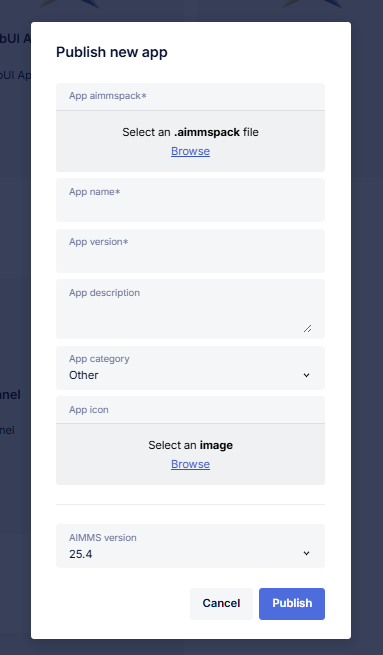 bUI A
bUI Ap
Publish new app
App aimmspack*
Select an .aimmspack file
Browse
App name*
App version*
App description
App category
Other
nel
nel
App icon
Select an image
Browse
AIMMS version
25.4
Cancel
Publish